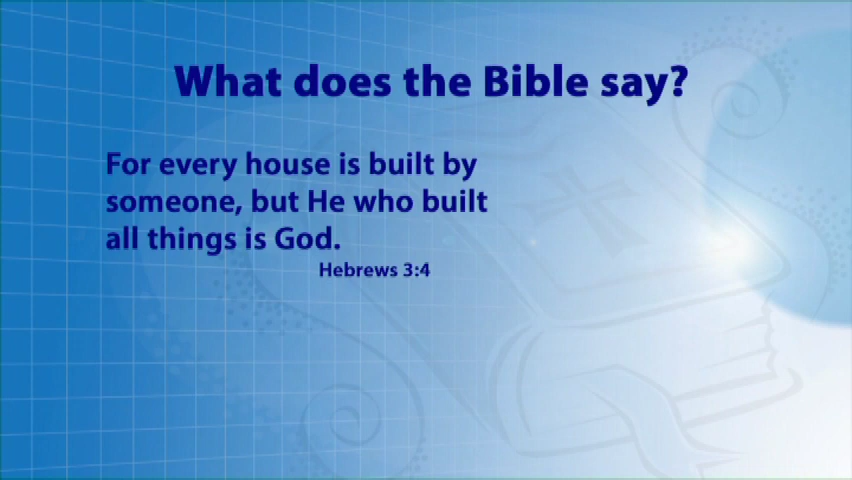 What does the Bible say?
For every house is built by
someone, but He who built
all things is God.
Hebrews 3:4